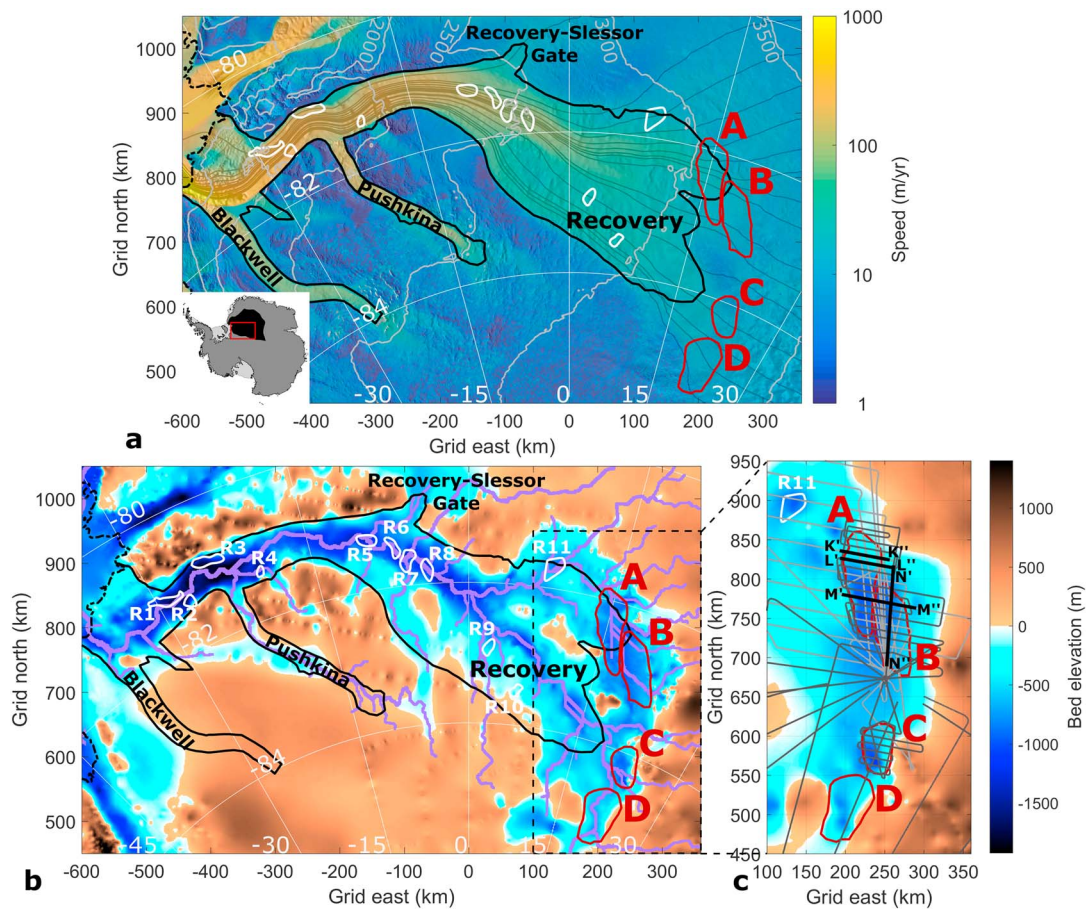 Recovery-Slessor
Gate
-80
2000
2500
3000
3500
1000
900
800
700
600
500
Grid north (km)
A
B
C
D
-82
Pushkina
Recovery
Blackwell
-84
-30
-15
0
15
30
-600
-500
-400
-300
-200
-100
0
100
200
300
Grid east (km)
a
1000
100
10
1
Speed (m/yr)
Recovery-Slessor
Gate
-80
1000
900
800
700
600
500
450
Grid north (km)
R1
R2
R3
R4
R5
R6
R7
R8
R9
R10
R11
A
B
C
D
-82
Pushkina
Recovery
Blackwell
-84
-45
-30
-15
0
15
30
-600
-500
-400
-300
-200
-100
0
100
200
300
360
Grid east (km)
b
950
900
850
800
750
700
650
600
550
500
450
Grid north (km)
R11
A
K'
K''
L'
L''
N'
M'
M''
N''
B
C
D
100
150
200
250
300
350
Grid east (km)
c
1000
500
0
-500
-1000
-1500
Bed elevation (m)